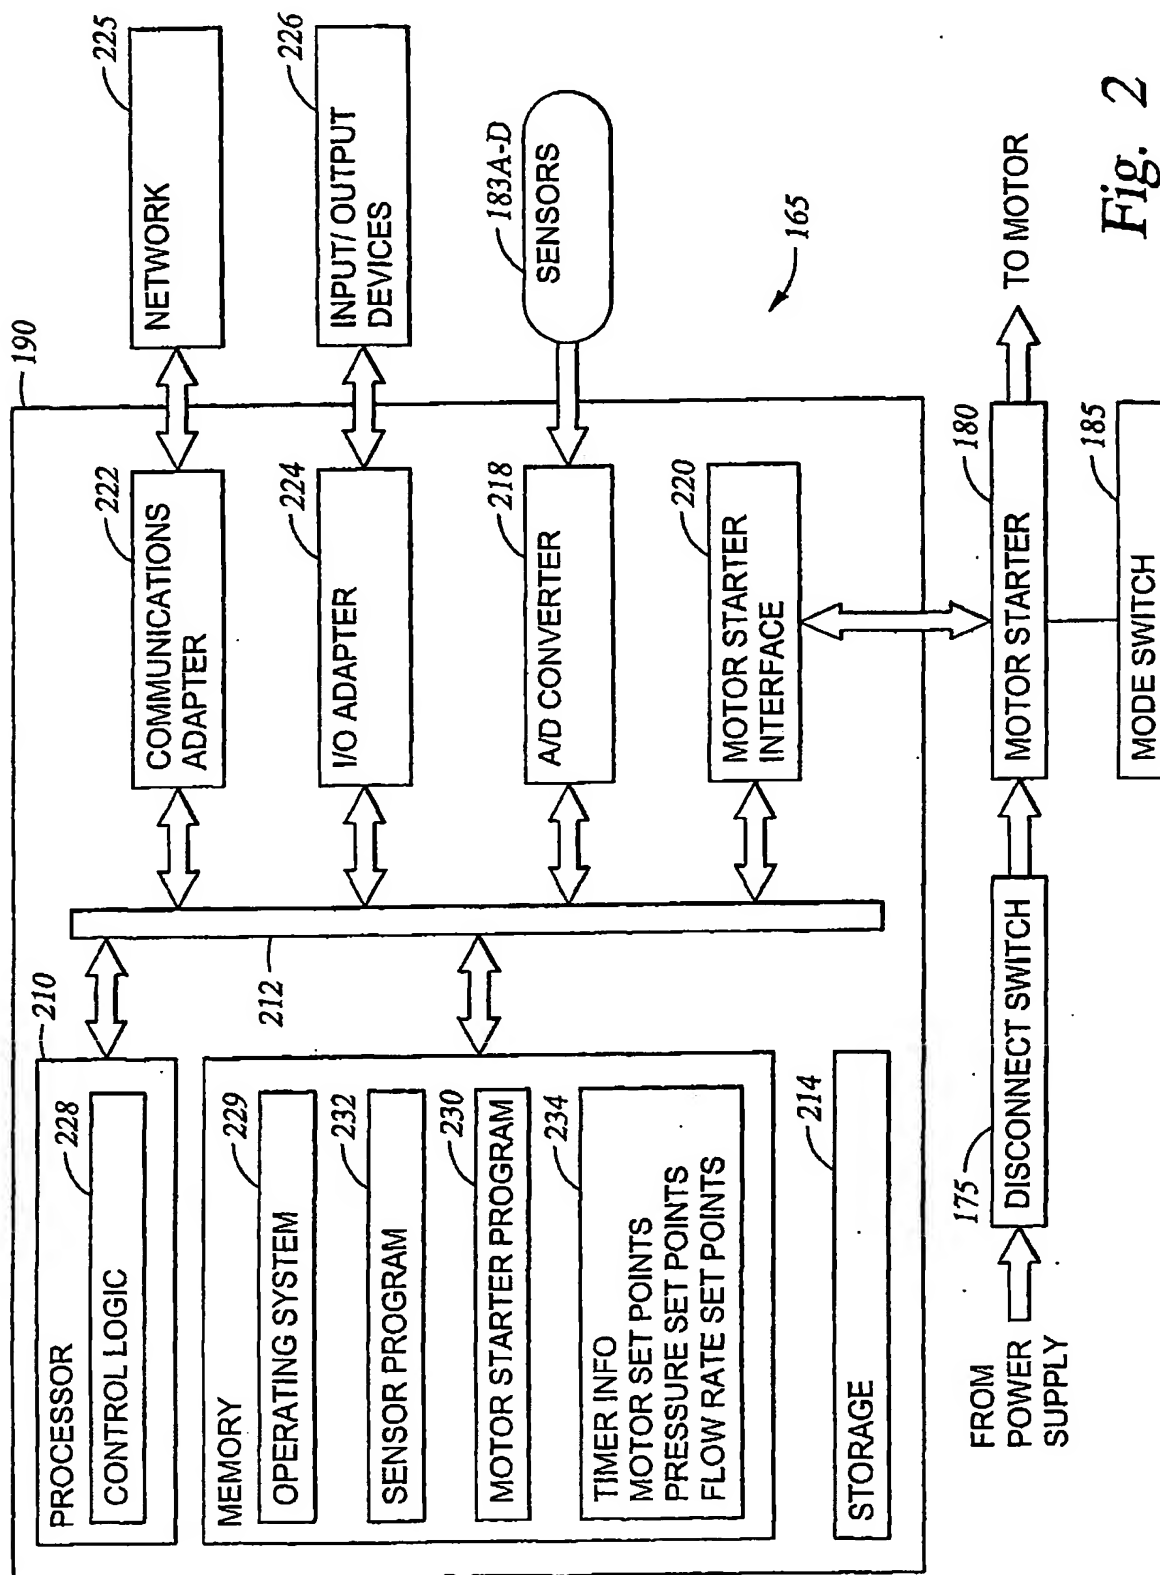 190
225
NETWORK
222
COMMUNICATIONS
ADAPTER
226
INPUT/ OUTPUT
DEVICES
224
I/O ADAPTER
183A-D
SENSORS
218
A/D CONVERTER
220
MOTOR STARTER
INTERFACE
212
210
PROCESSOR
228
CONTROL LOGIC
MEMORY
229
OPERATING SYSTEM
232
SENSOR PROGRAM
230
MOTOR STARTER PROGRAM
234
TIMER INFO
MOTOR SET POINTS
PRESSURE SET POINTS
FLOW RATE SET POINTS
214
STORAGE
165
FROM
POWER
SUPPLY
175
DISCONNECT SWITCH
180
MOTOR STARTER
TO MOTOR
185
MODE SWITCH
Fig. 2